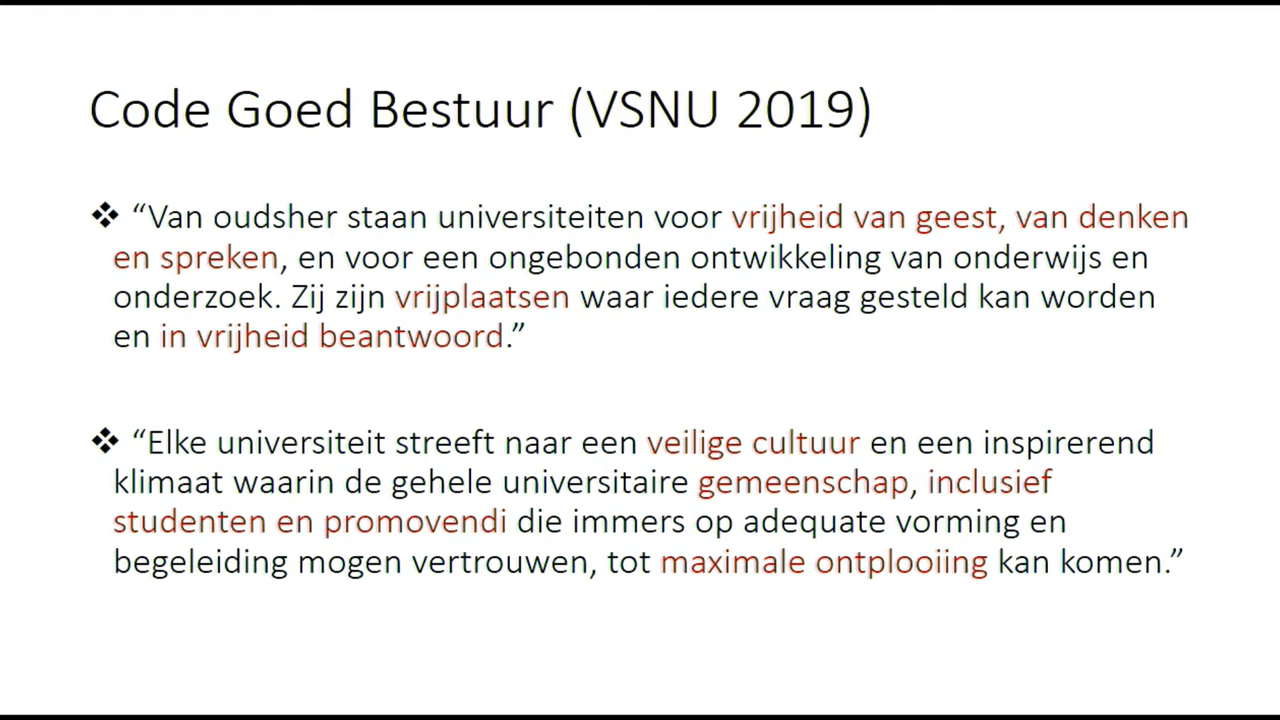 Code Goed Bestuur (VSNU 2019)
❖ “Van oudsher staan universiteiten voor vrijheid van geest, van denken
en spreken, en voor een ongebonden ontwikkeling van onderwijs en
onderzoek. Zij zijn vrijplaatsen waar iedere vraag gesteld kan worden
en in vrijheid beantwoord.”
❖ “Elke universiteit streeft naar een veilige cultuur en een inspirerend
klimaat waarin de gehele universitaire gemeenschap, inclusief
studenten en promovendi die immers op adequate vorming en
begeleiding mogen vertrouwen, tot maximale ontplooiing kan komen.”